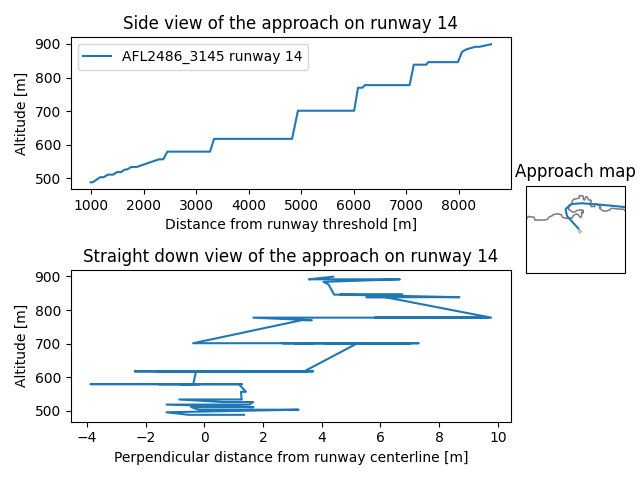 Side view of the approach on runway 14
900
800
700
600
500
Altitude [m]
AFL2486_3145 runway 14
1000 2000 3000 4000 5000 6000 7000 8000
Distance from runway threshold [m]
Approach map
Straight down view of the approach on runway 14
900
800
700
600
500
Altitude [m]
−4 −2 0 2 4 6 8 10
Perpendicular distance from runway centerline [m]